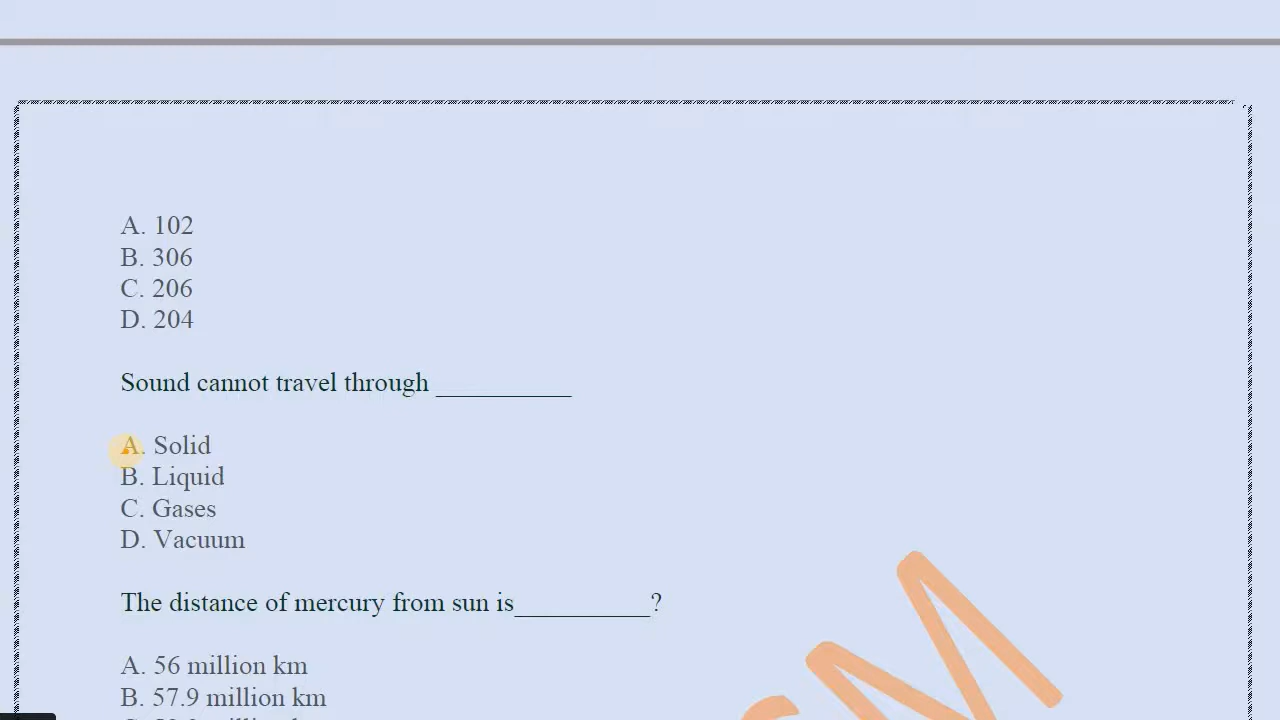 A. 102
B. 306
C. 206
D. 204
Sound cannot travel through __________
A. Solid
B. Liquid
C. Gases
D. Vacuum
The distance of mercury from sun is__________?
A. 56 million km
B. 57.9 million km